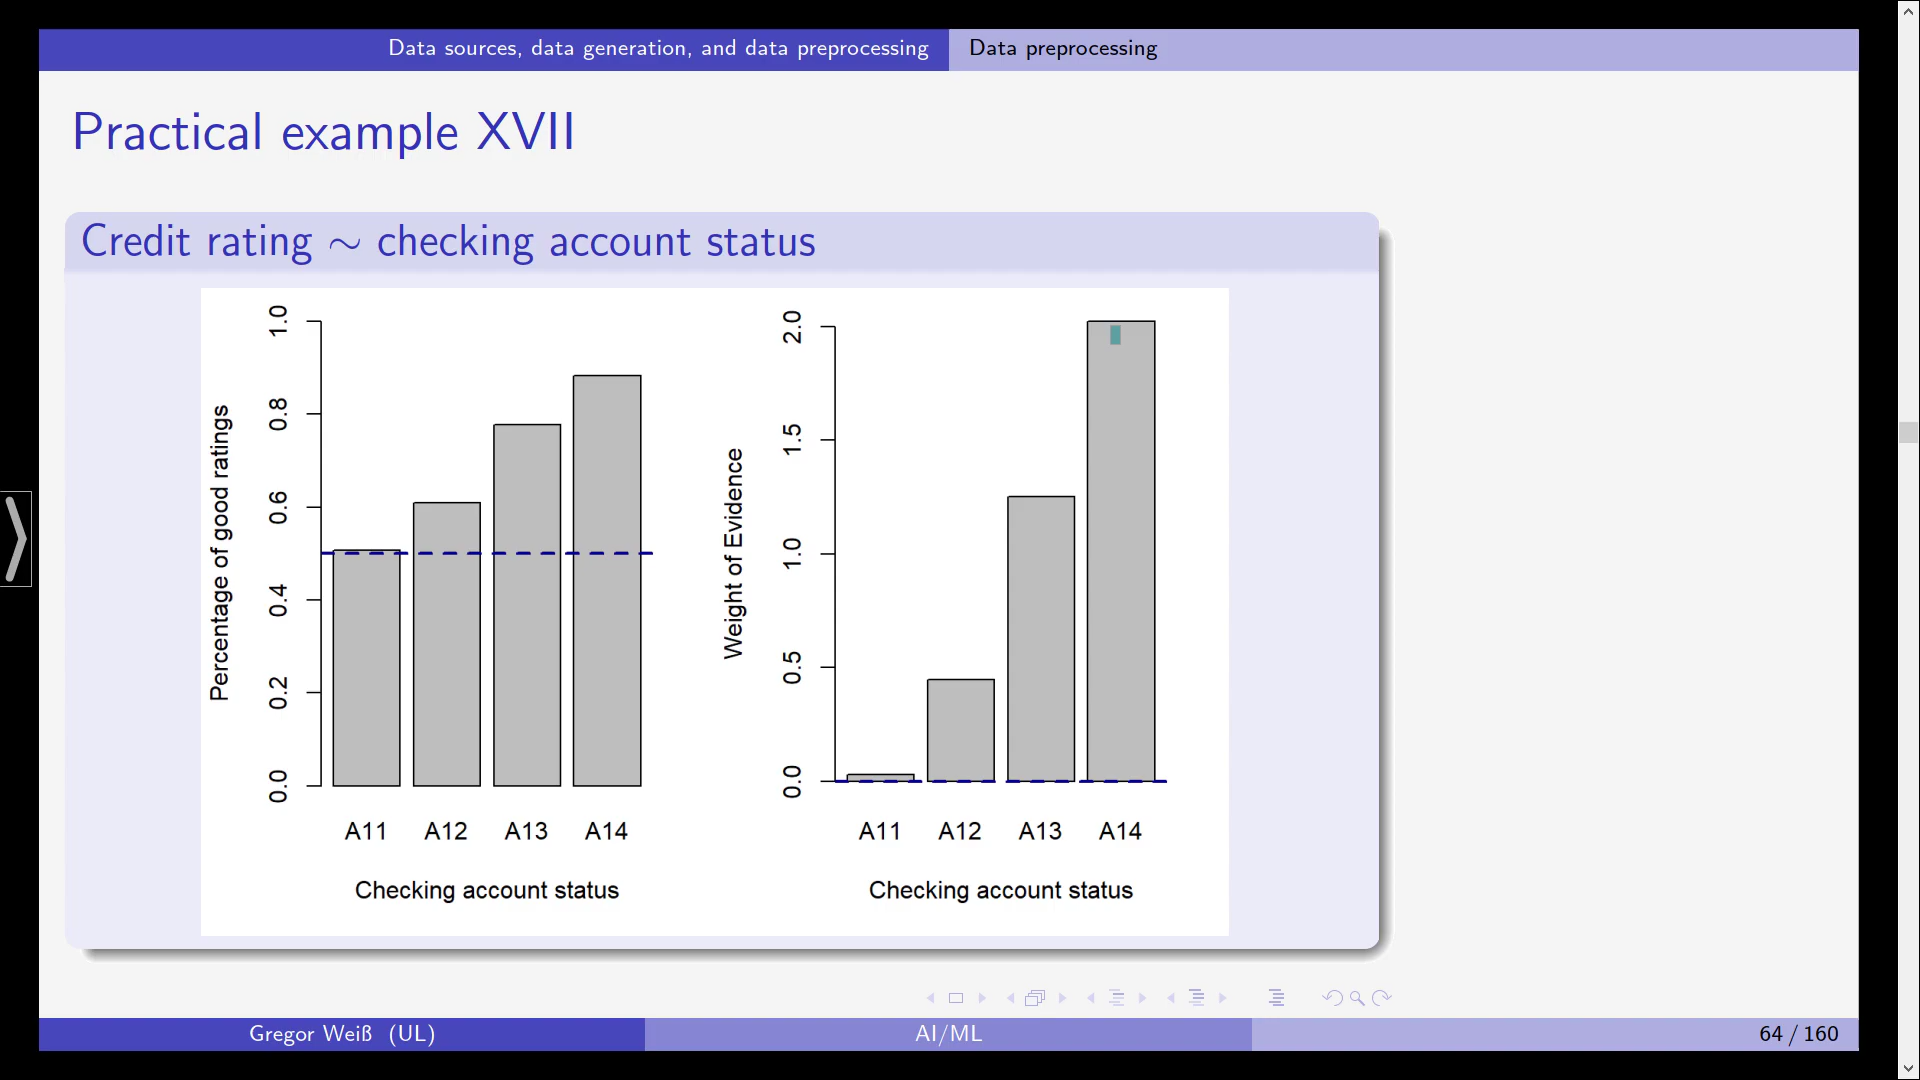 Data sources, data generation, and data preprocessing
Data preprocessing
Practical example XVII
Credit rating ∼ checking account status
Percentage of good ratings
1.0
0.8
0.6
0.4
0.2
0.0
A11 A12 A13 A14
Checking account status
Weight of Evidence
2.0
1.5
1.0
0.5
0.0
A11 A12 A13 A14
Checking account status
Gregor Weiß (UL)
AI/ML
64 / 160